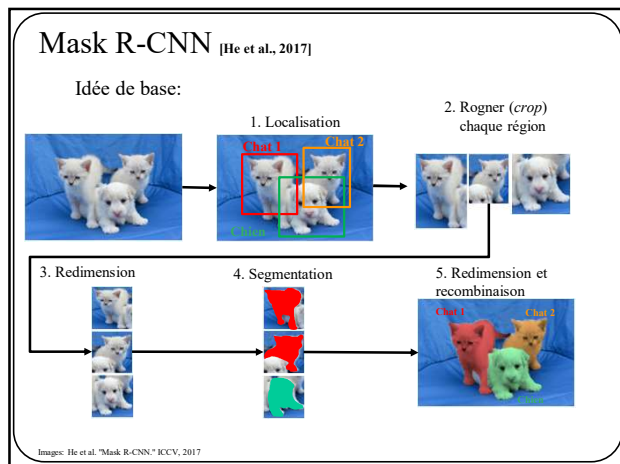 Mask R-CNN [He et al., 2017]
Idée de base:
1. Localisation
Chat 1
Chat 2
Chien
2. Rogner (crop)
chaque région
3. Redimension
4. Segmentation
5. Redimension et
recombinaison
Chat 1
Chat 2
Chien
Images: He et al. "Mask R-CNN." ICCV, 2017